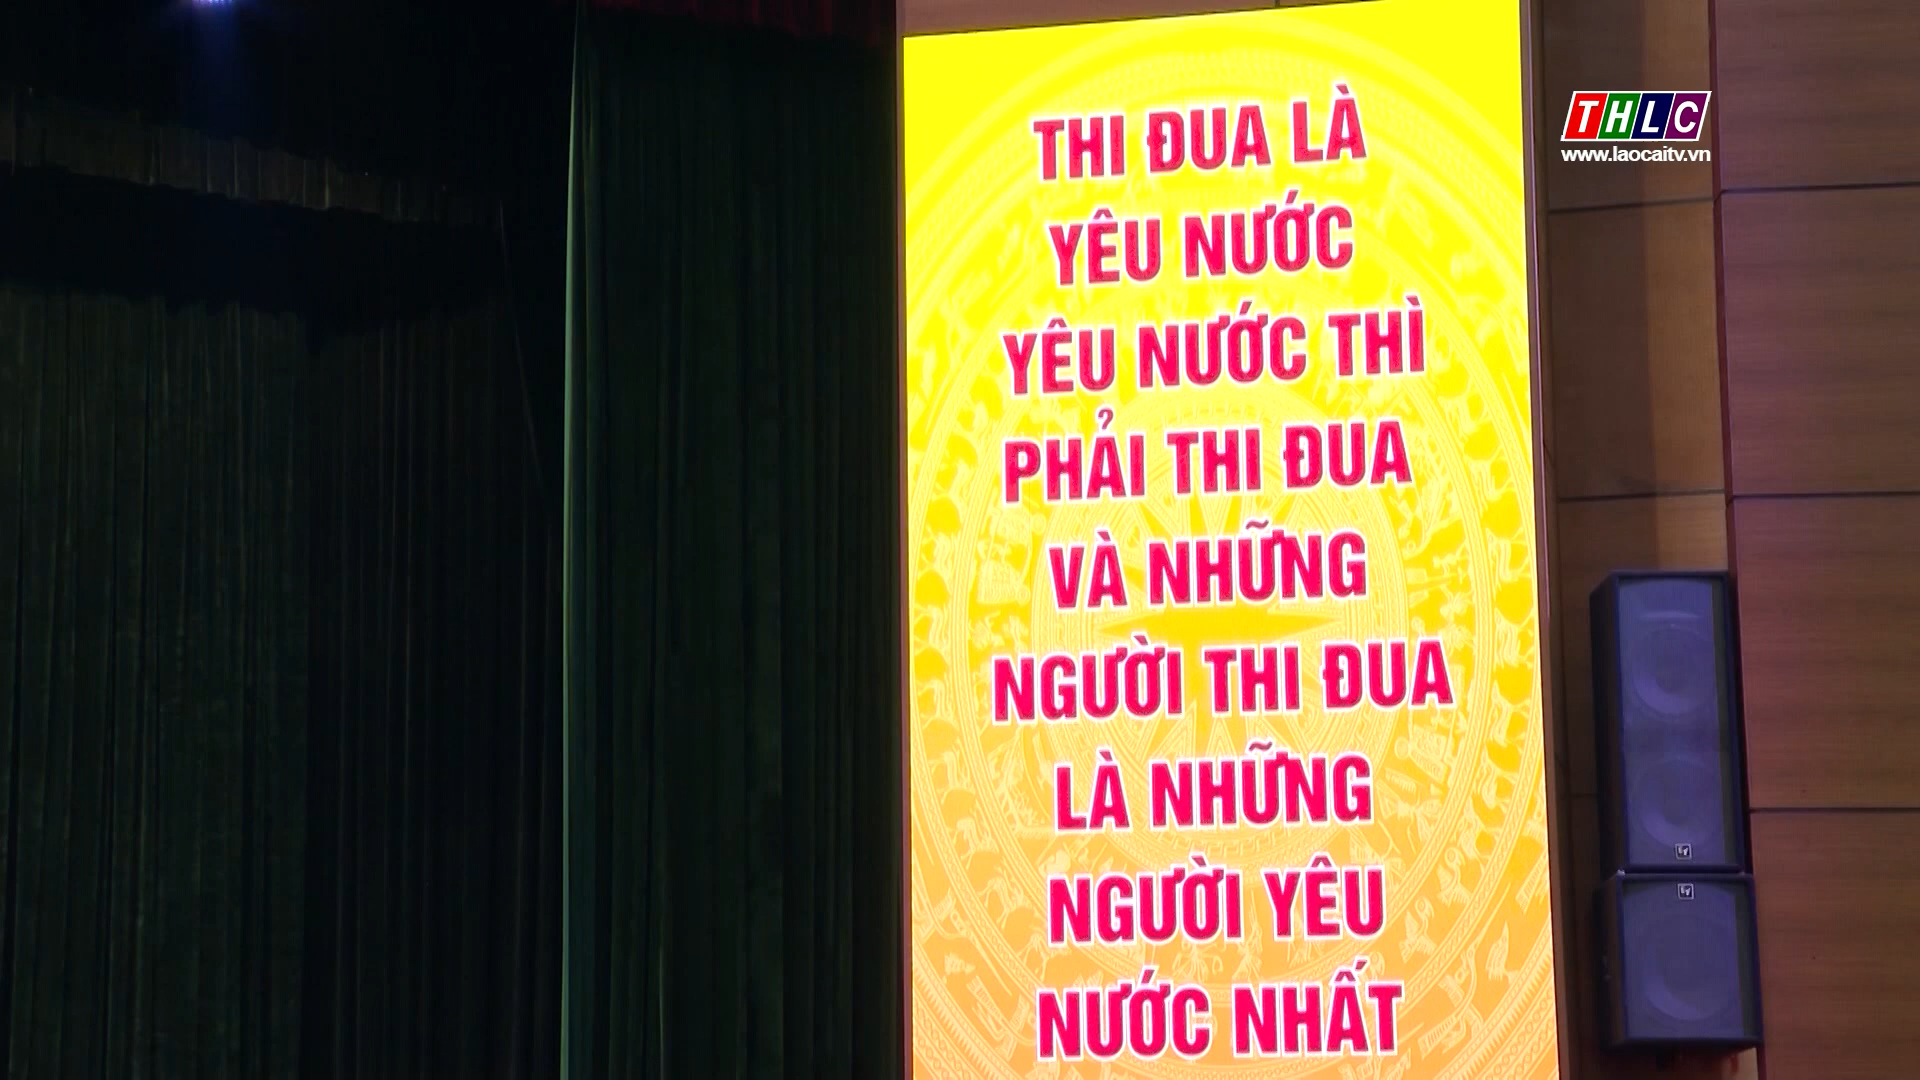 THLC
www.laocaitv.vn
THI ĐUA LÀ
YÊU NƯỚC
YÊU NƯỚC THÌ
PHẢI THI ĐUA
VÀ NHỮNG
NGƯỜI THI ĐUA
LÀ NHỮNG
NGƯỜI YÊU
NƯỚC NHẤT